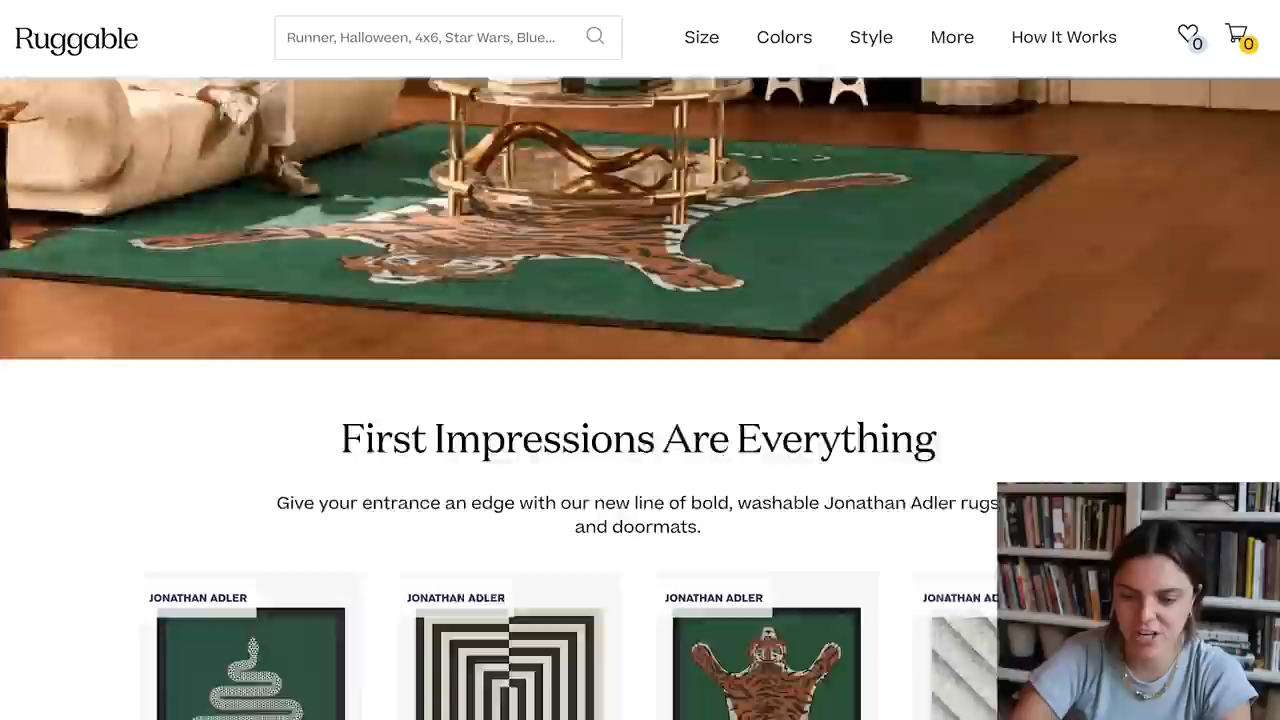 Ruggable
Runner, Halloween, 4x6, Star Wars, Blue...
Size
Colors
Style
More
How It Works
0
0
First Impressions Are Everything
Give your entrance an edge with our new line of bold, washable Jonathan Adler rugs
and doormats.
JONATHAN ADLER
JONATHAN ADLER
JONATHAN ADLER
JONATHAN AD